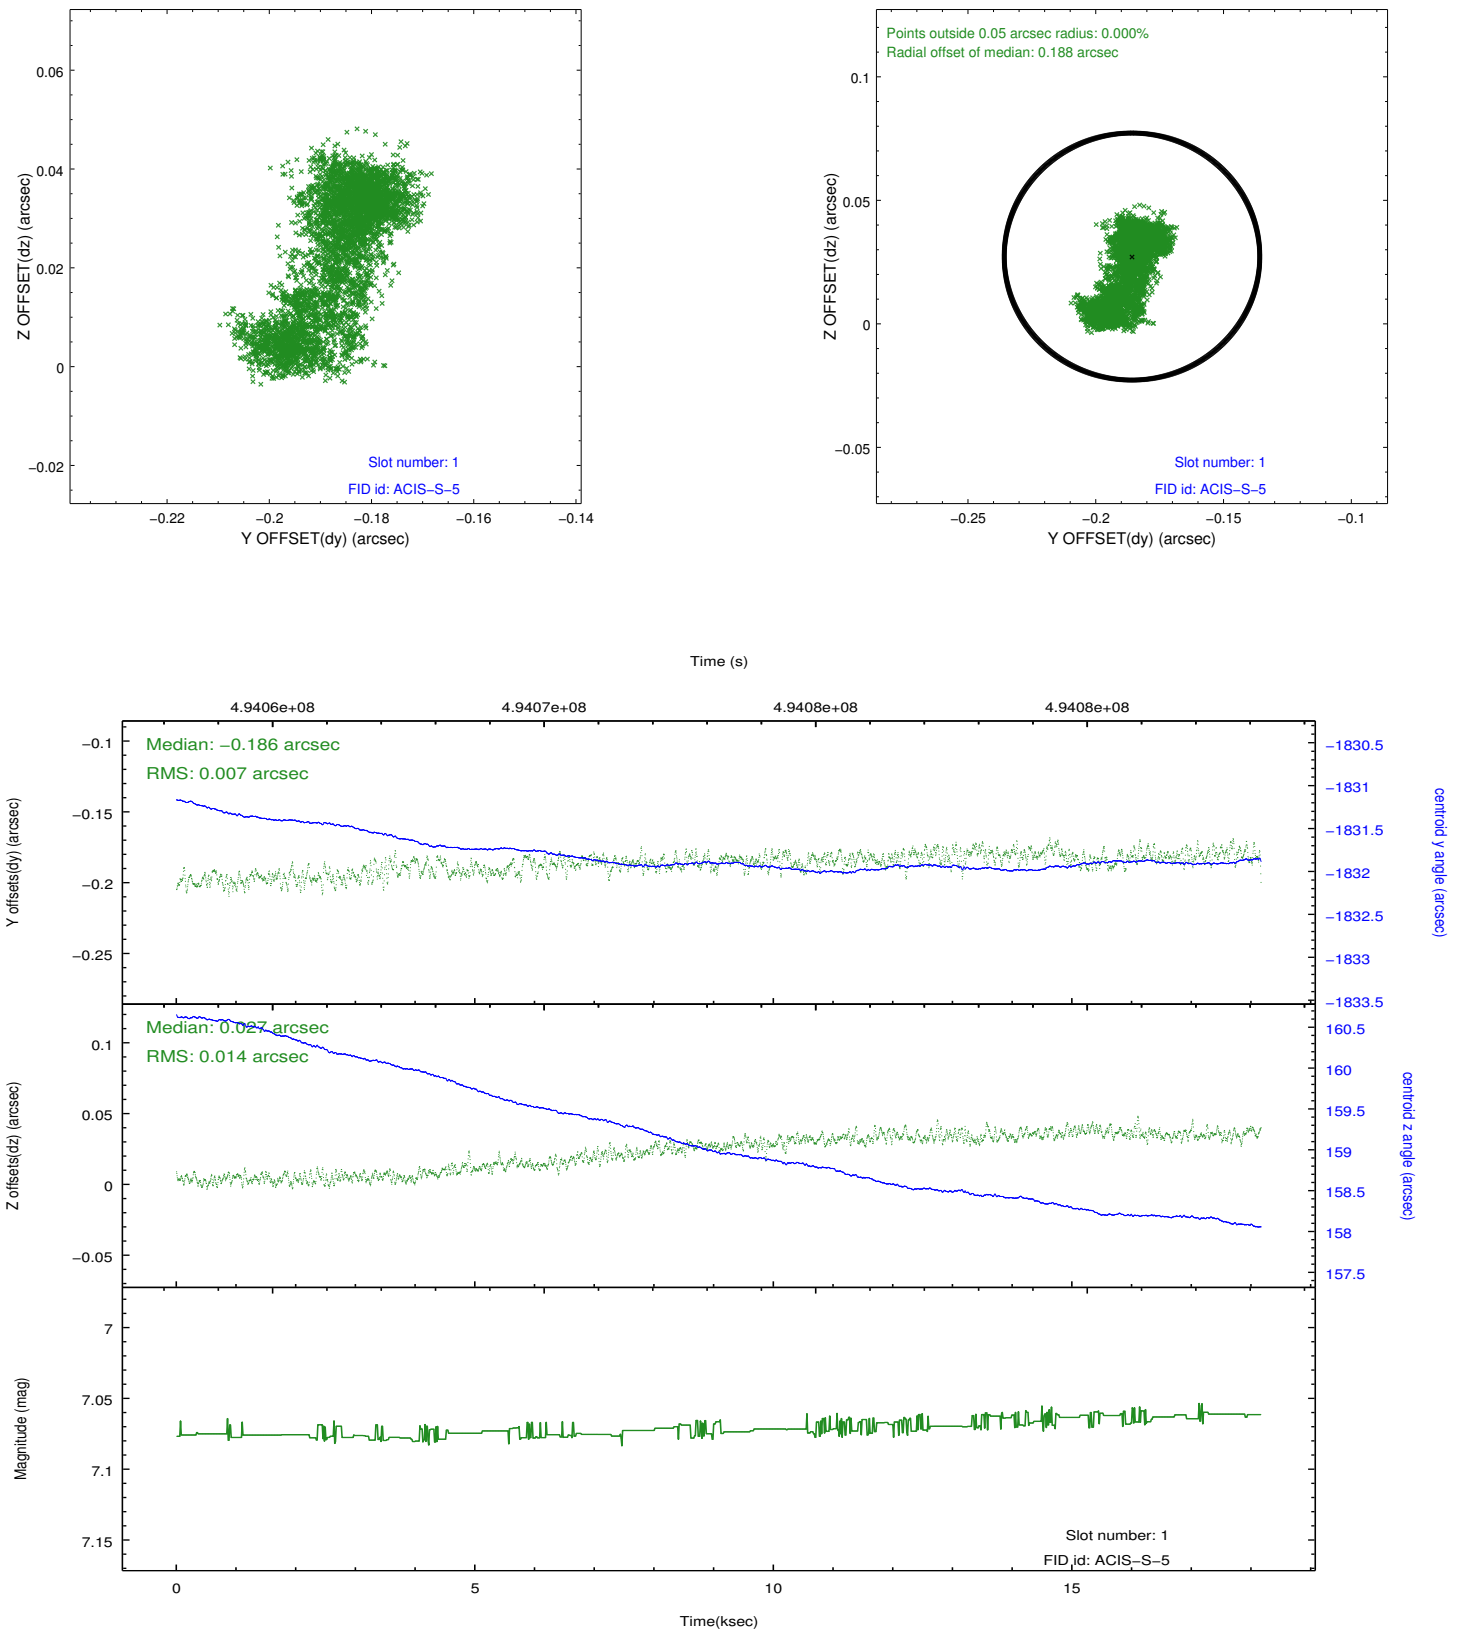 0.06
0.04
0.02
0
−0.02
Z OFFSET(dz) (arcsec)
Slot number: 1
FID id: ACIS−S−5
−0.22 −0.2 −0.18 −0.16 −0.14
Y OFFSET(dy) (arcsec)
Points outside 0.05 arcsec radius: 0.000%
Radial offset of median: 0.188 arcsec
0.1
0.05
0
−0.05
Z OFFSET(dz) (arcsec)
Slot number: 1
FID id: ACIS−S−5
−0.25 −0.2 −0.15 −0.1
Y OFFSET(dy) (arcsec)
Time (s)
4.9406e+08 4.9407e+08 4.9408e+08 4.9408e+08
Median: −0.186 arcsec
RMS: 0.007 arcsec
−0.1
−0.15
−0.2
−0.25
Y offsets(dy) (arcsec)
−1830.5
−1831
−1831.5
−1832
−1832.5
−1833
−1833.5
centroid y angle (arcsec)
Median: 0.027 arcsec
RMS: 0.014 arcsec
0.1
0.05
0
−0.05
Z offsets(dz) (arcsec)
160.5
160
159.5
159
158.5
158
157.5
centroid z angle (arcsec)
7
7.05
7.1
7.15
Magnitude (mag)
Slot number: 1
FID id: ACIS−S−5
0 5 10 15
Time(ksec)